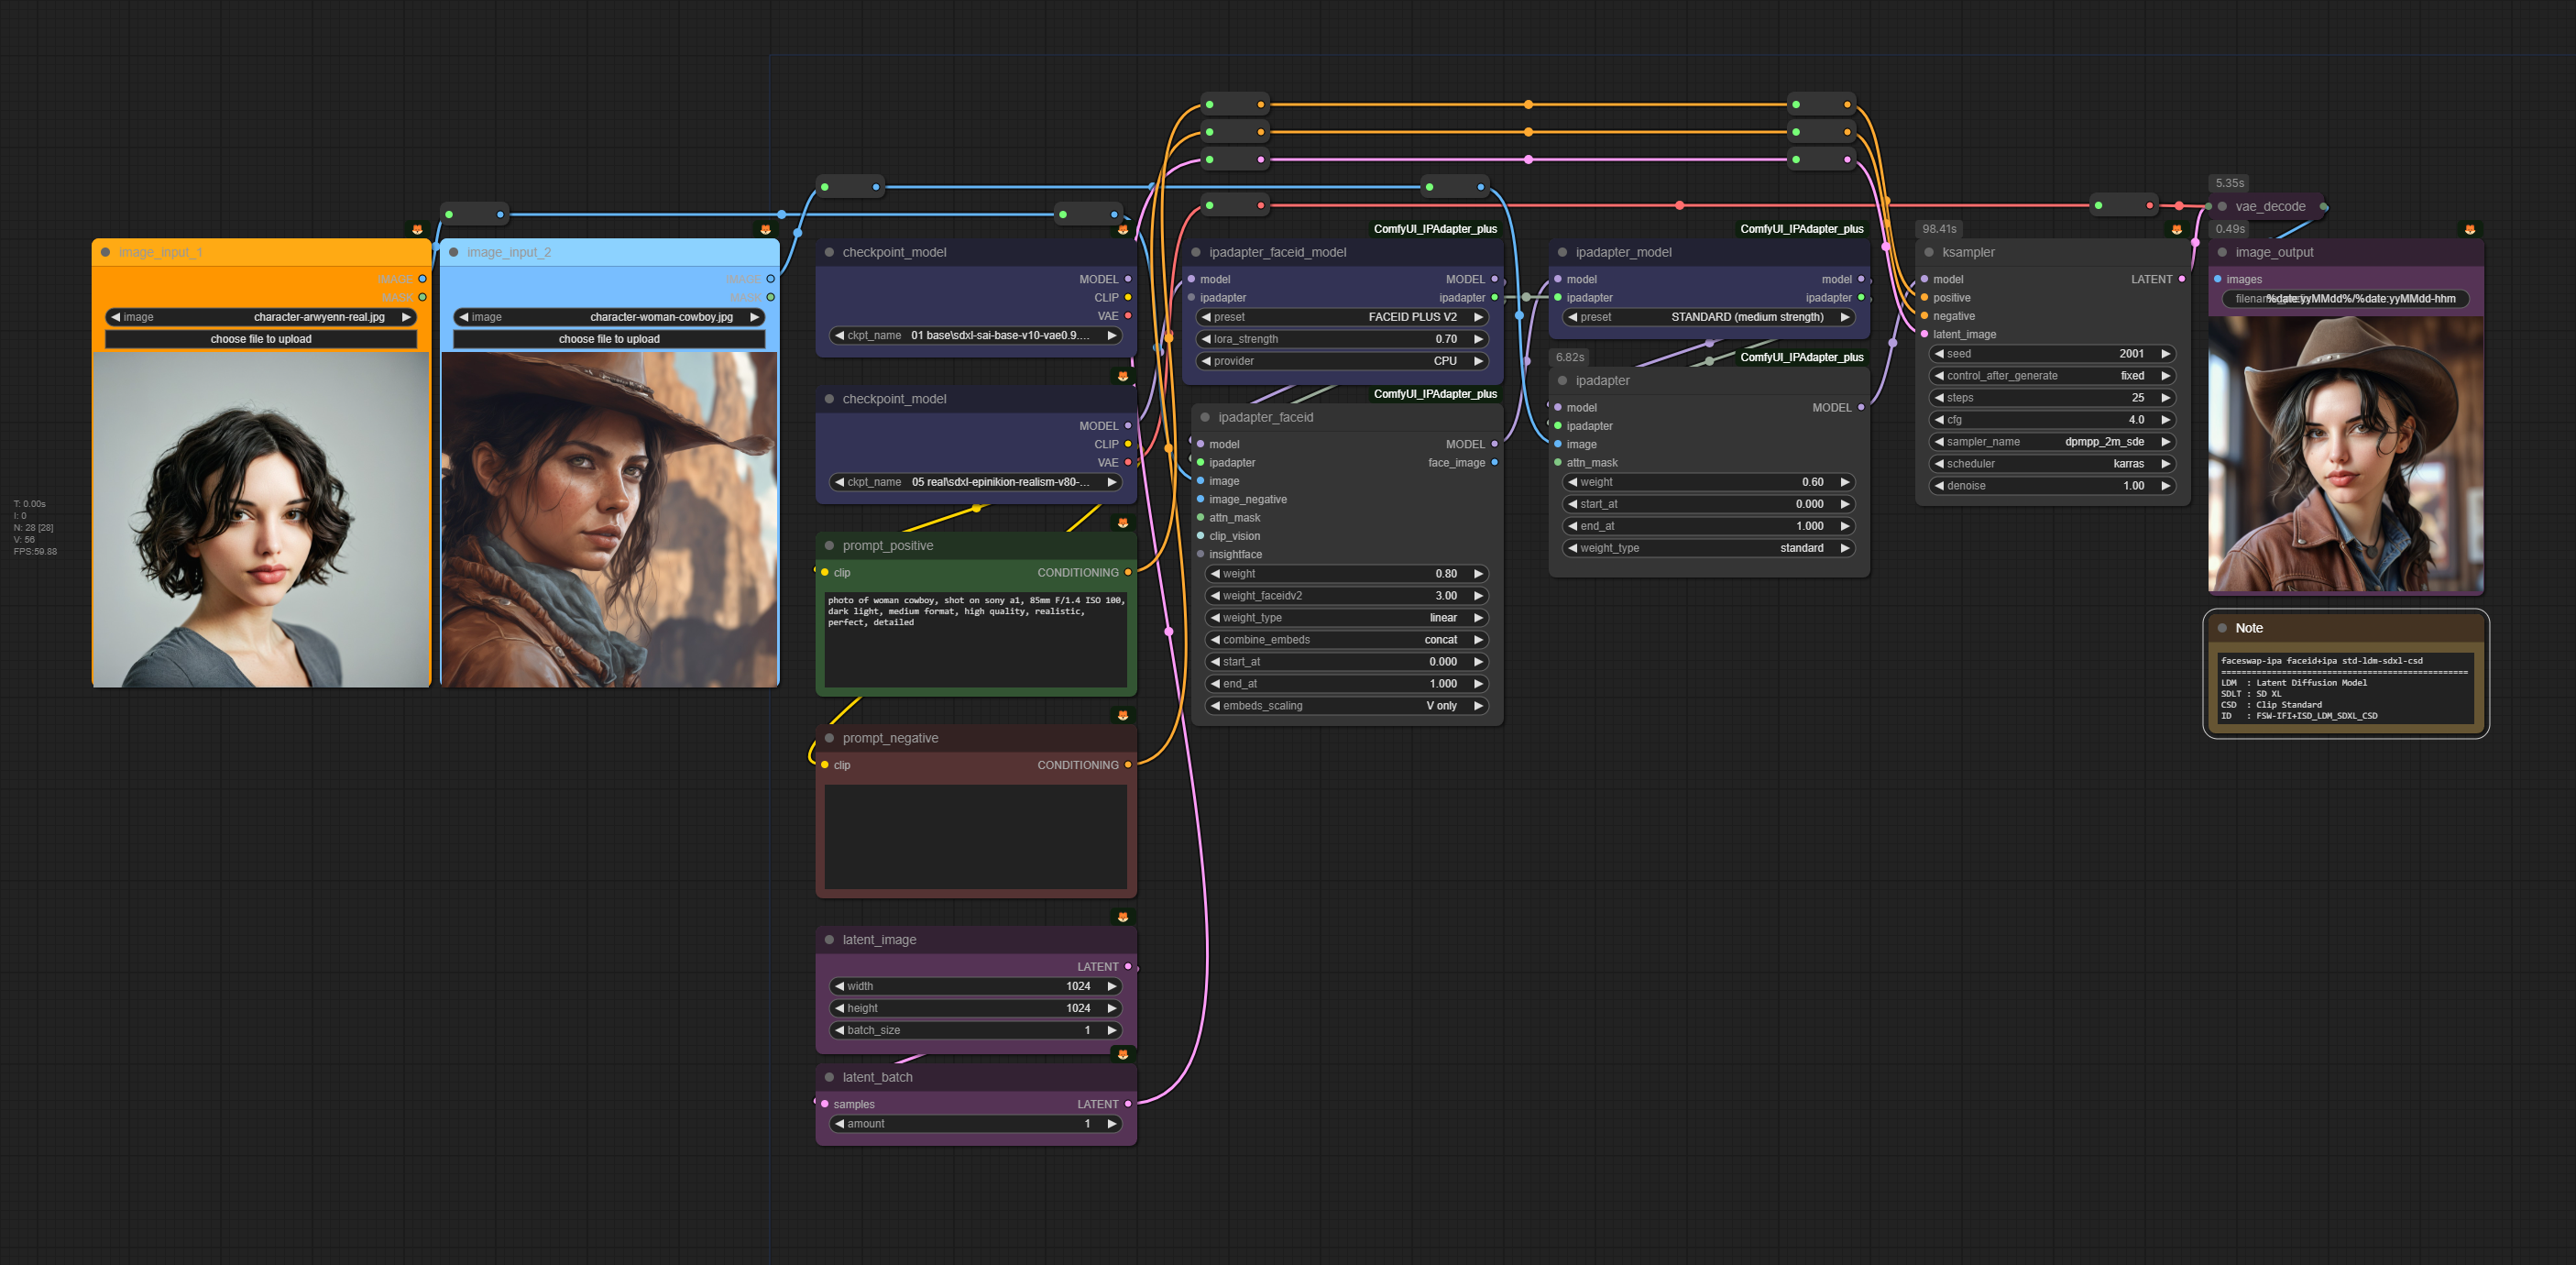 T: 0.00s
I: 0
N: 28 [28]
V: 56
FPS:59.88
image_input_1
IMAGE
MASK
image character-arwyenn-real.jpg
choose file to upload
image_input_2
IMAGE
MASK
image character-woman-cowboy.jpg
choose file to upload
checkpoint_model
MODEL
CLIP
VAE
ckpt_name 01 base\sdxl-sai-base-v10-vae0.9....
checkpoint_model
MODEL
CLIP
VAE
ckpt_name 05 real\sdxl-epinikion-realism-v80-...
prompt_positive
clip CONDITIONING
photo of woman cowboy, shot on sony a1, 85mm F/1.4 ISO 100,
dark light, medium format, high quality, realistic,
perfect, detailed
prompt_negative
clip CONDITIONING
latent_image
LATENT
width 1024
height 1024
batch_size 1
latent_batch
samples LATENT
amount 1
ComfyUI_IPAdapter_plus
ipadapter_faceid_model
model MODEL
ipadapter ipadapter
preset FACEID PLUS V2
lora_strength 0.70
provider CPU
ComfyUI_IPAdapter_plus
ipadapter_faceid
model MODEL
ipadapter face_image
image
image_negative
attn_mask
clip_vision
insightface
weight 0.80
weight_faceidv2 3.00
weight_type linear
combine_embeds concat
start_at 0.000
end_at 1.000
embeds_scaling V only
ComfyUI_IPAdapter_plus
ipadapter_model
model model
ipadapter ipadapter
preset STANDARD (medium strength)
6.82s ComfyUI_IPAdapter_plus
ipadapter
model MODEL
ipadapter
image
attn_mask
weight 0.60
start_at 0.000
end_at 1.000
weight_type standard
98.41s
ksampler
model LATENT
positive
negative
latent_image
seed 2001
control_after_generate fixed
steps 25
cfg 4.0
sampler_name dpmpp_2m_sde
scheduler karras
denoise 1.00
5.35s
vae_decode
0.49s
image_output
images
%date:yyMMdd%/%date:yyMMdd-hhm
Note
faceswap-ipa faceid+ipa std-ldm-sdxl-csd
=================================================
LDM : Latent Diffusion Model
SDLT : SD XL
CSD : Clip Standard
ID : FSW-IFI+ISD_LDM_SDXL_CSD